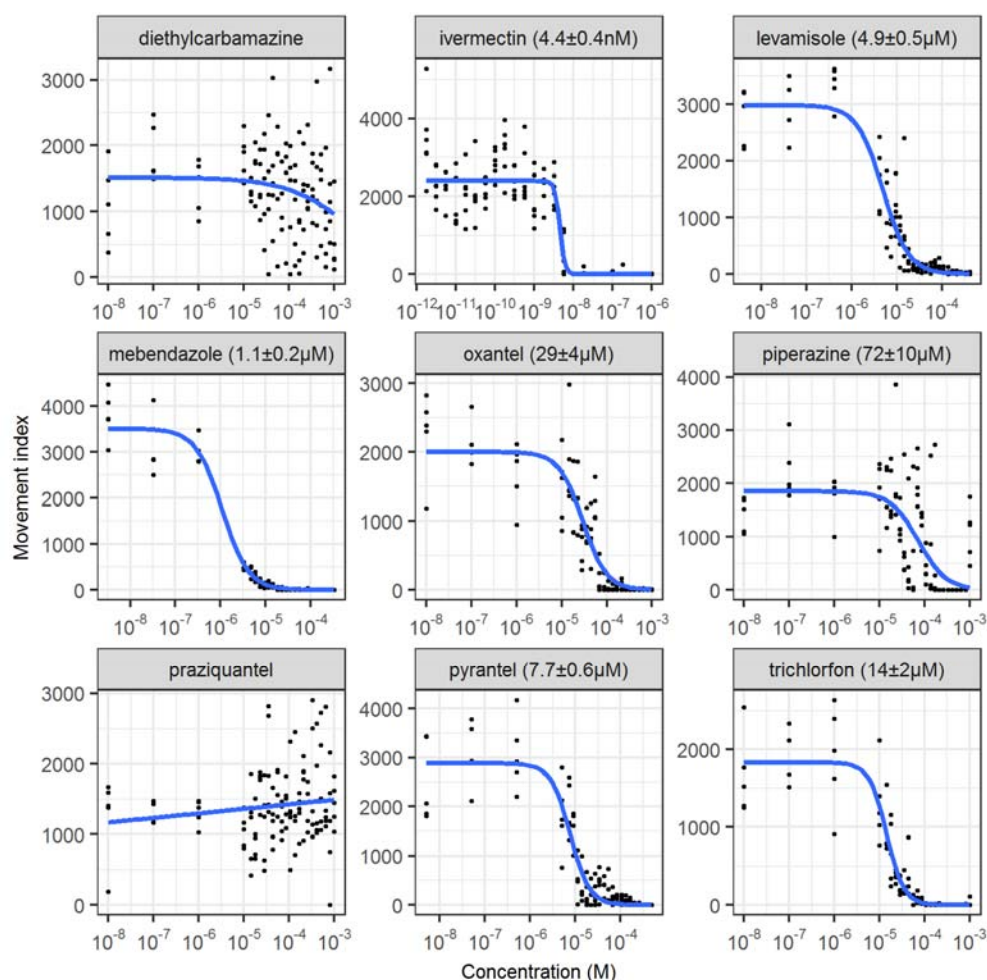 diethylcarbamazine
ivermectin (4.4±0.4nM)
levamisole (4.9±0.5µM)
3000
2000
1000
0
4000
2000
0
3000
2000
1000
0
10⁻⁸ 10⁻⁷ 10⁻⁶ 10⁻⁵ 10⁻⁴ 10⁻³
10⁻¹² 10⁻¹¹ 10⁻¹⁰ 10⁻⁹ 10⁻⁸ 10⁻⁷ 10⁻⁶
10⁻⁸ 10⁻⁷ 10⁻⁶ 10⁻⁵ 10⁻⁴
mebendazole (1.1±0.2µM)
oxantel (29±4µM)
piperazine (72±10µM)
Movement index
4000
3000
2000
1000
0
3000
2000
1000
0
4000
3000
2000
1000
0
10⁻⁸ 10⁻⁷ 10⁻⁶ 10⁻⁵ 10⁻⁴
10⁻⁸ 10⁻⁷ 10⁻⁶ 10⁻⁵ 10⁻⁴ 10⁻³
10⁻⁸ 10⁻⁷ 10⁻⁶ 10⁻⁵ 10⁻⁴ 10⁻³
praziquantel
pyrantel (7.7±0.6µM)
trichlorfon (14±2µM)
3000
2000
1000
0
4000
3000
2000
1000
0
2000
1000
0
10⁻⁸ 10⁻⁷ 10⁻⁶ 10⁻⁵ 10⁻⁴ 10⁻³
10⁻⁸ 10⁻⁷ 10⁻⁶ 10⁻⁵ 10⁻⁴
10⁻⁸ 10⁻⁷ 10⁻⁶ 10⁻⁵ 10⁻⁴ 10⁻³
Concentration (M)